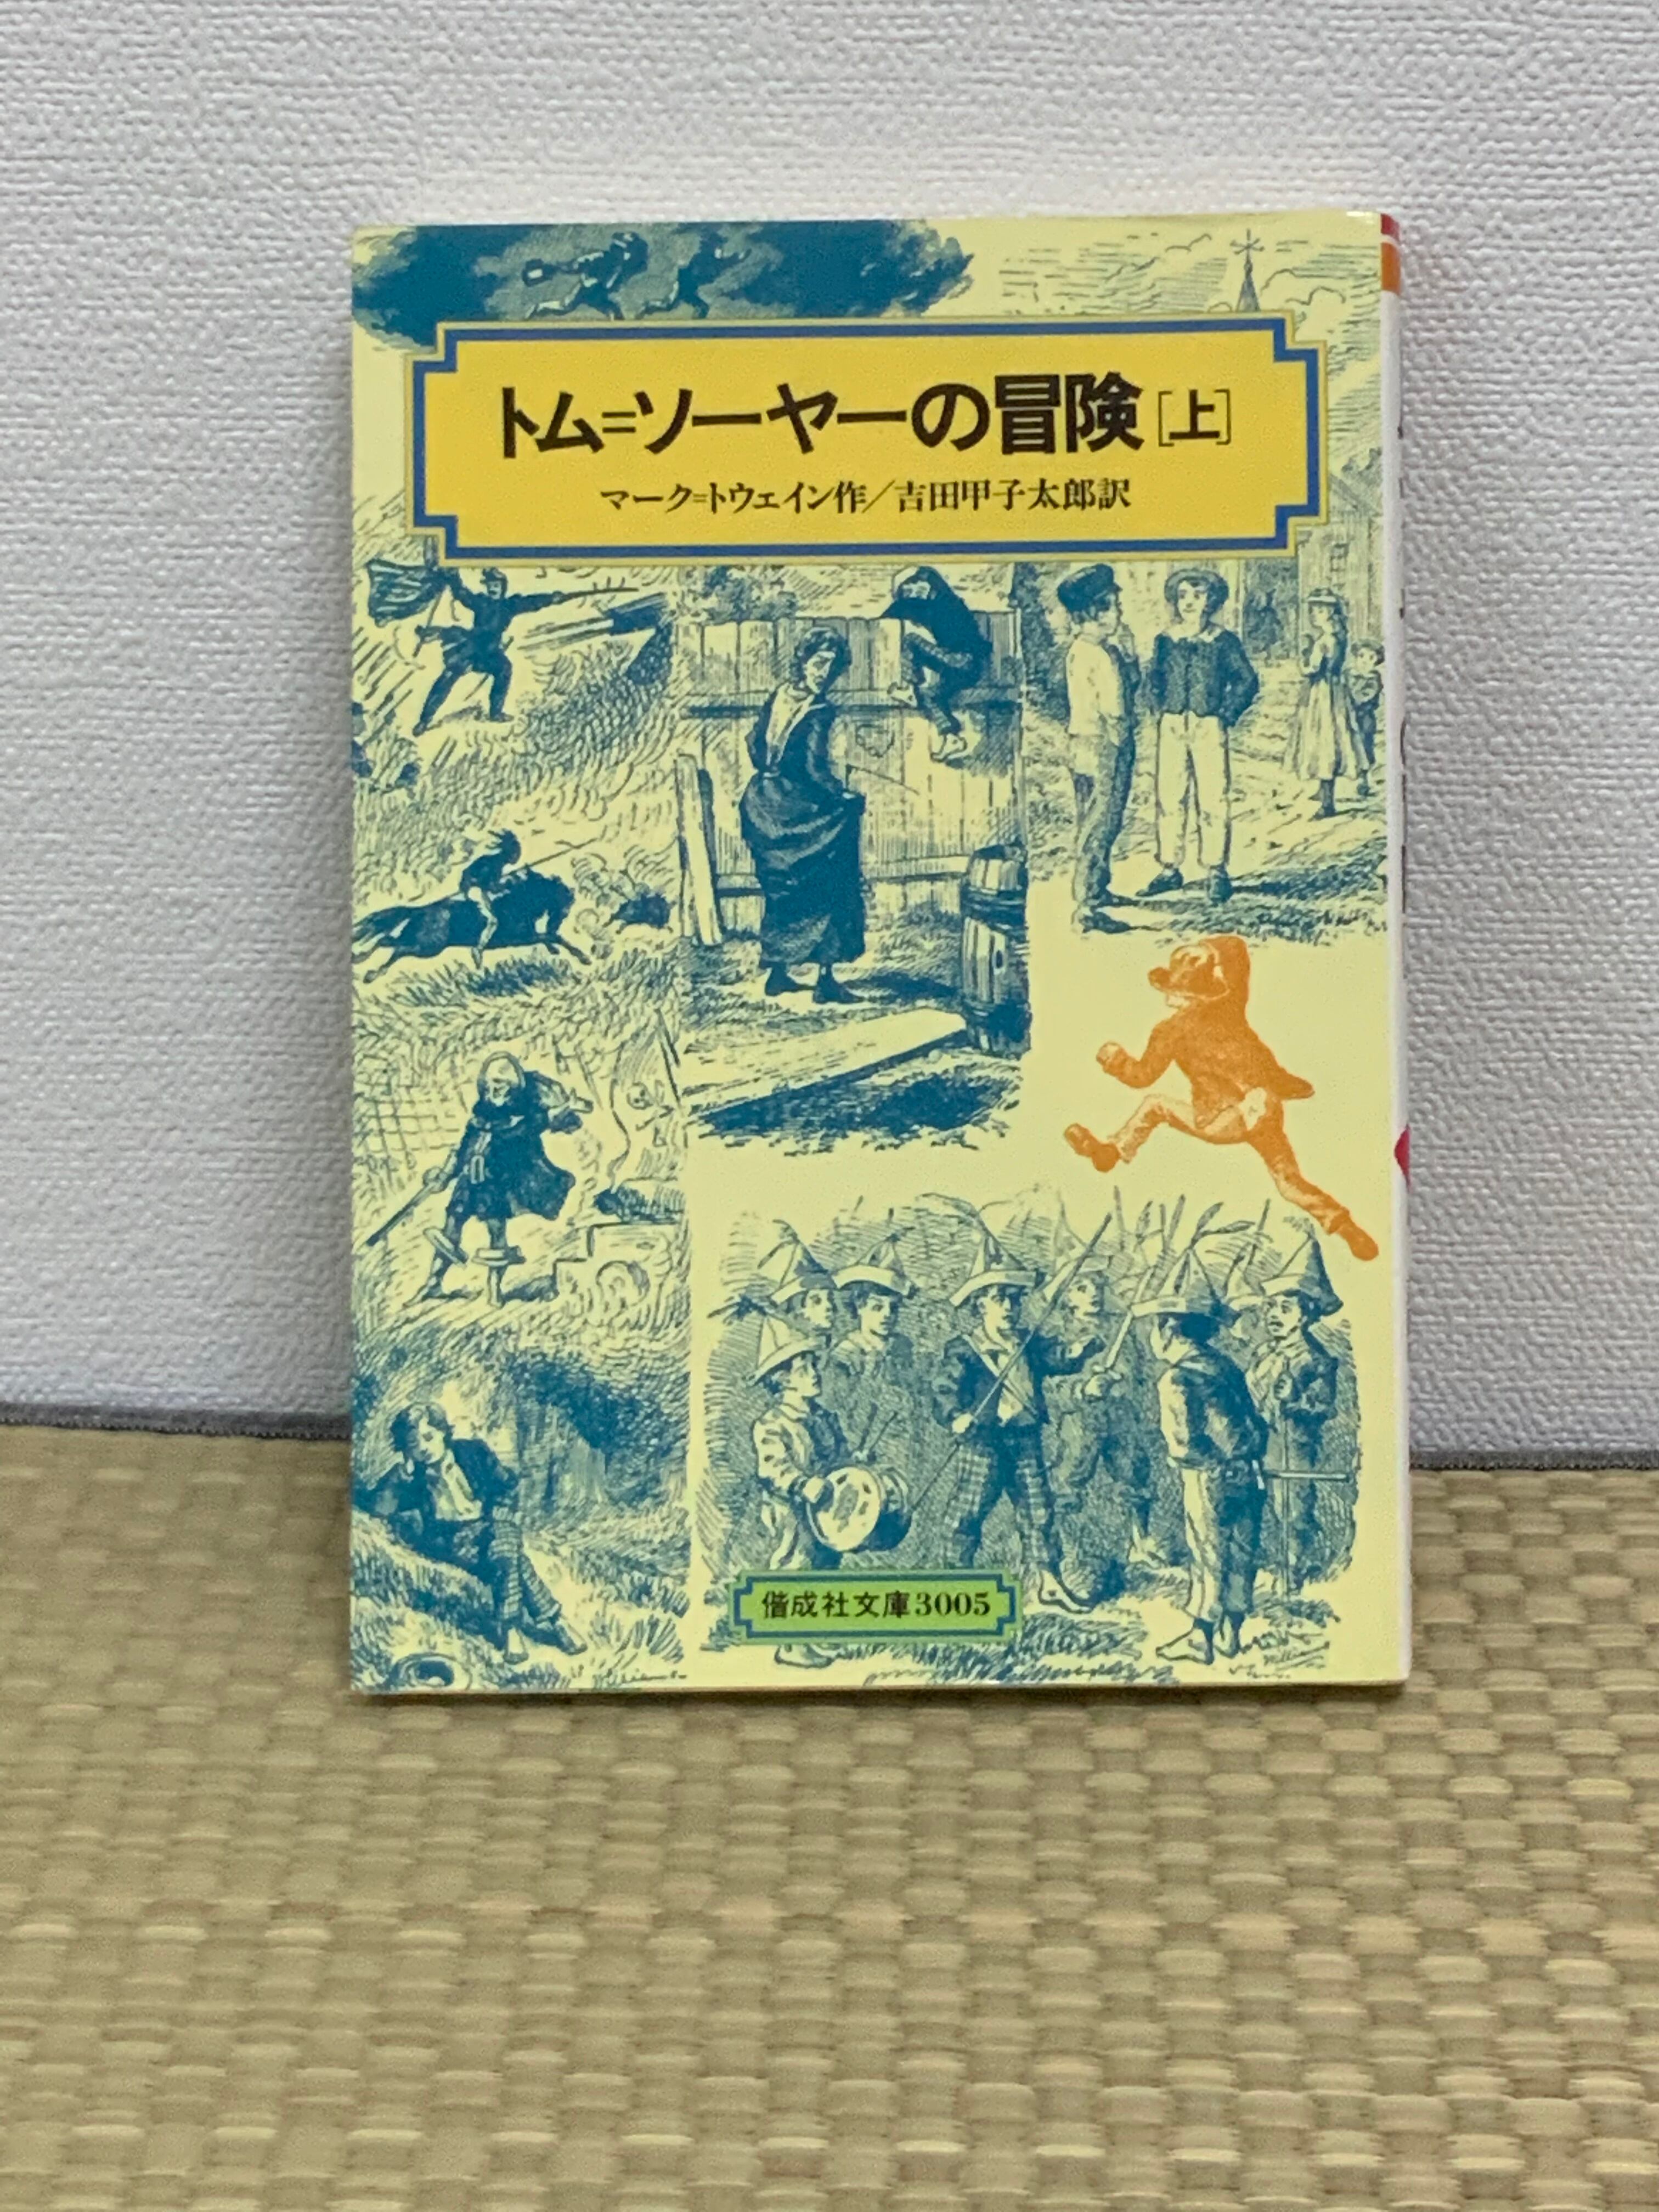 トム=ソーヤーの冒険[上]
マーク=トウェイン作/吉田甲子太郎訳
偕成社文庫3005